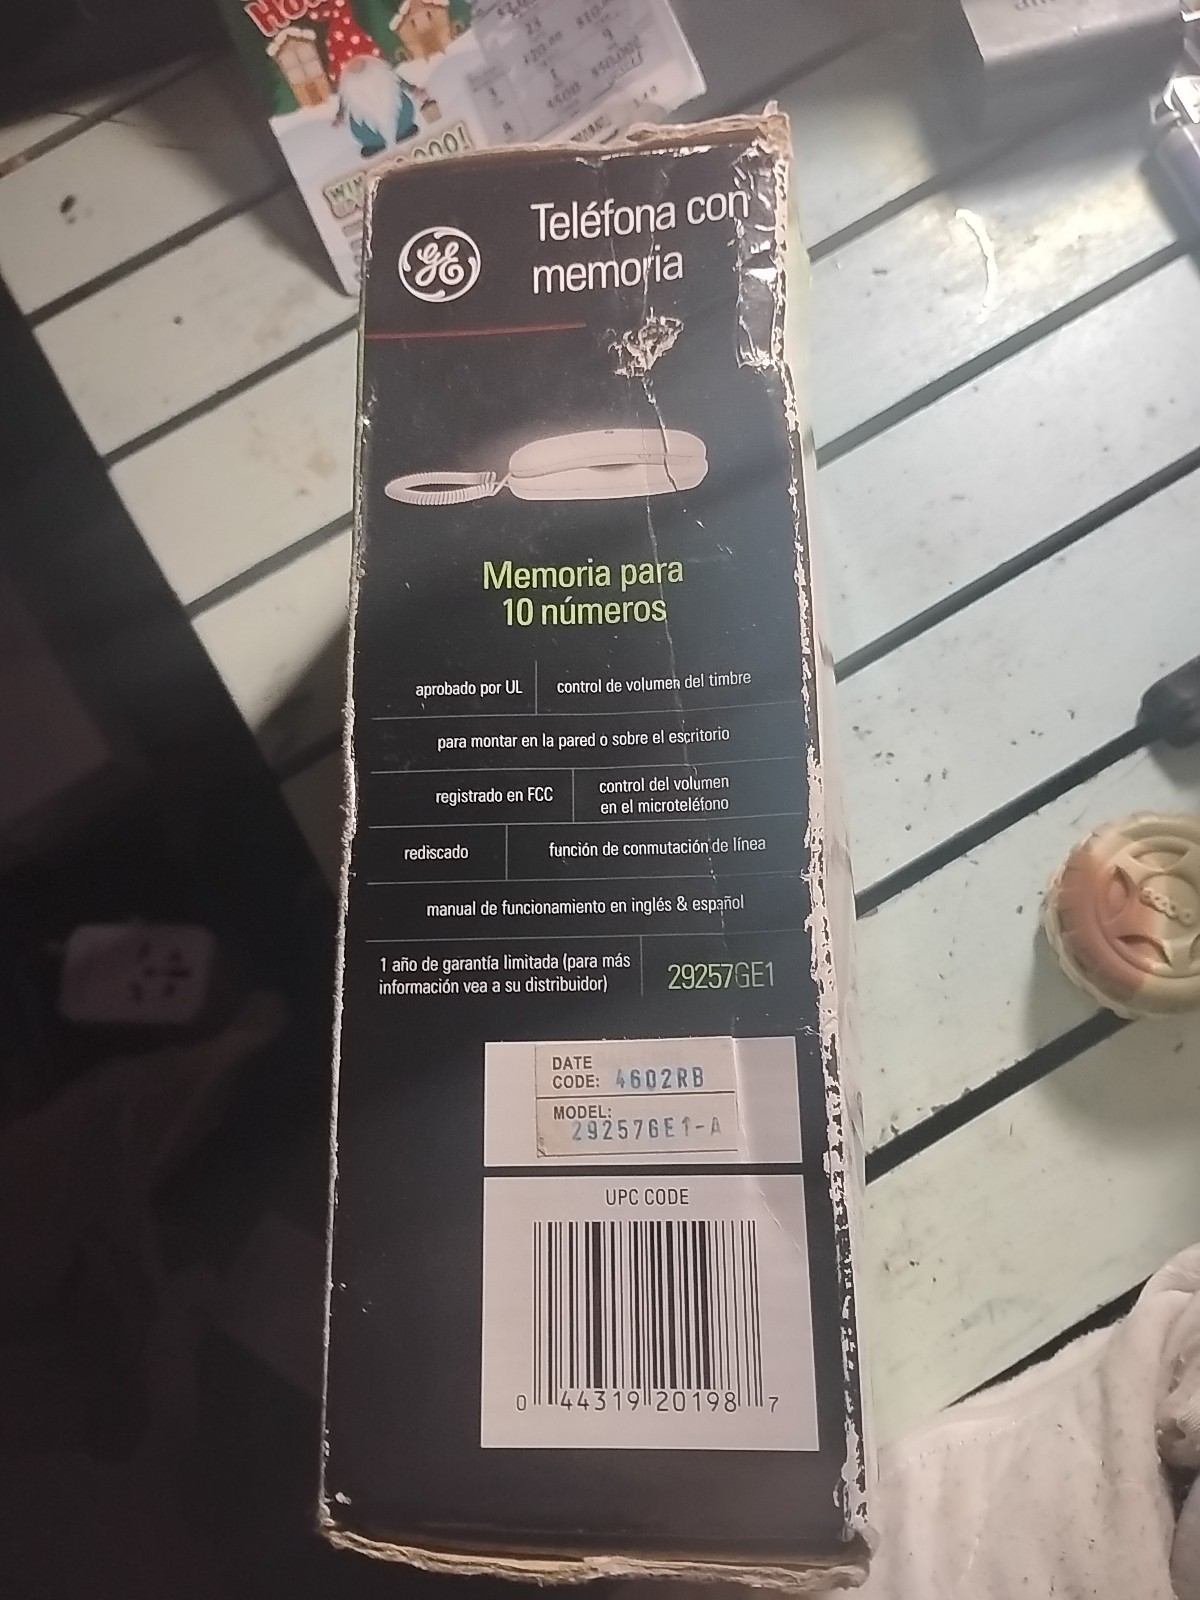 GE
Teléfona con
memoria
Memoria para
10 números
aprobado por UL
control de volumen del timbre
para montar en la pared o sobre el escritorio
registrado en FCC
control del volumen
en el microteléfono
rediscado
función de conmutación de línea
manual de funcionamiento en inglés & español
1 año de garantía limitada (para más
información vea a su distribuidor)
29257GE1
DATE
CODE: 4602RB
MODEL:
29257GE1-A
UPC CODE
0 44319 20198 7